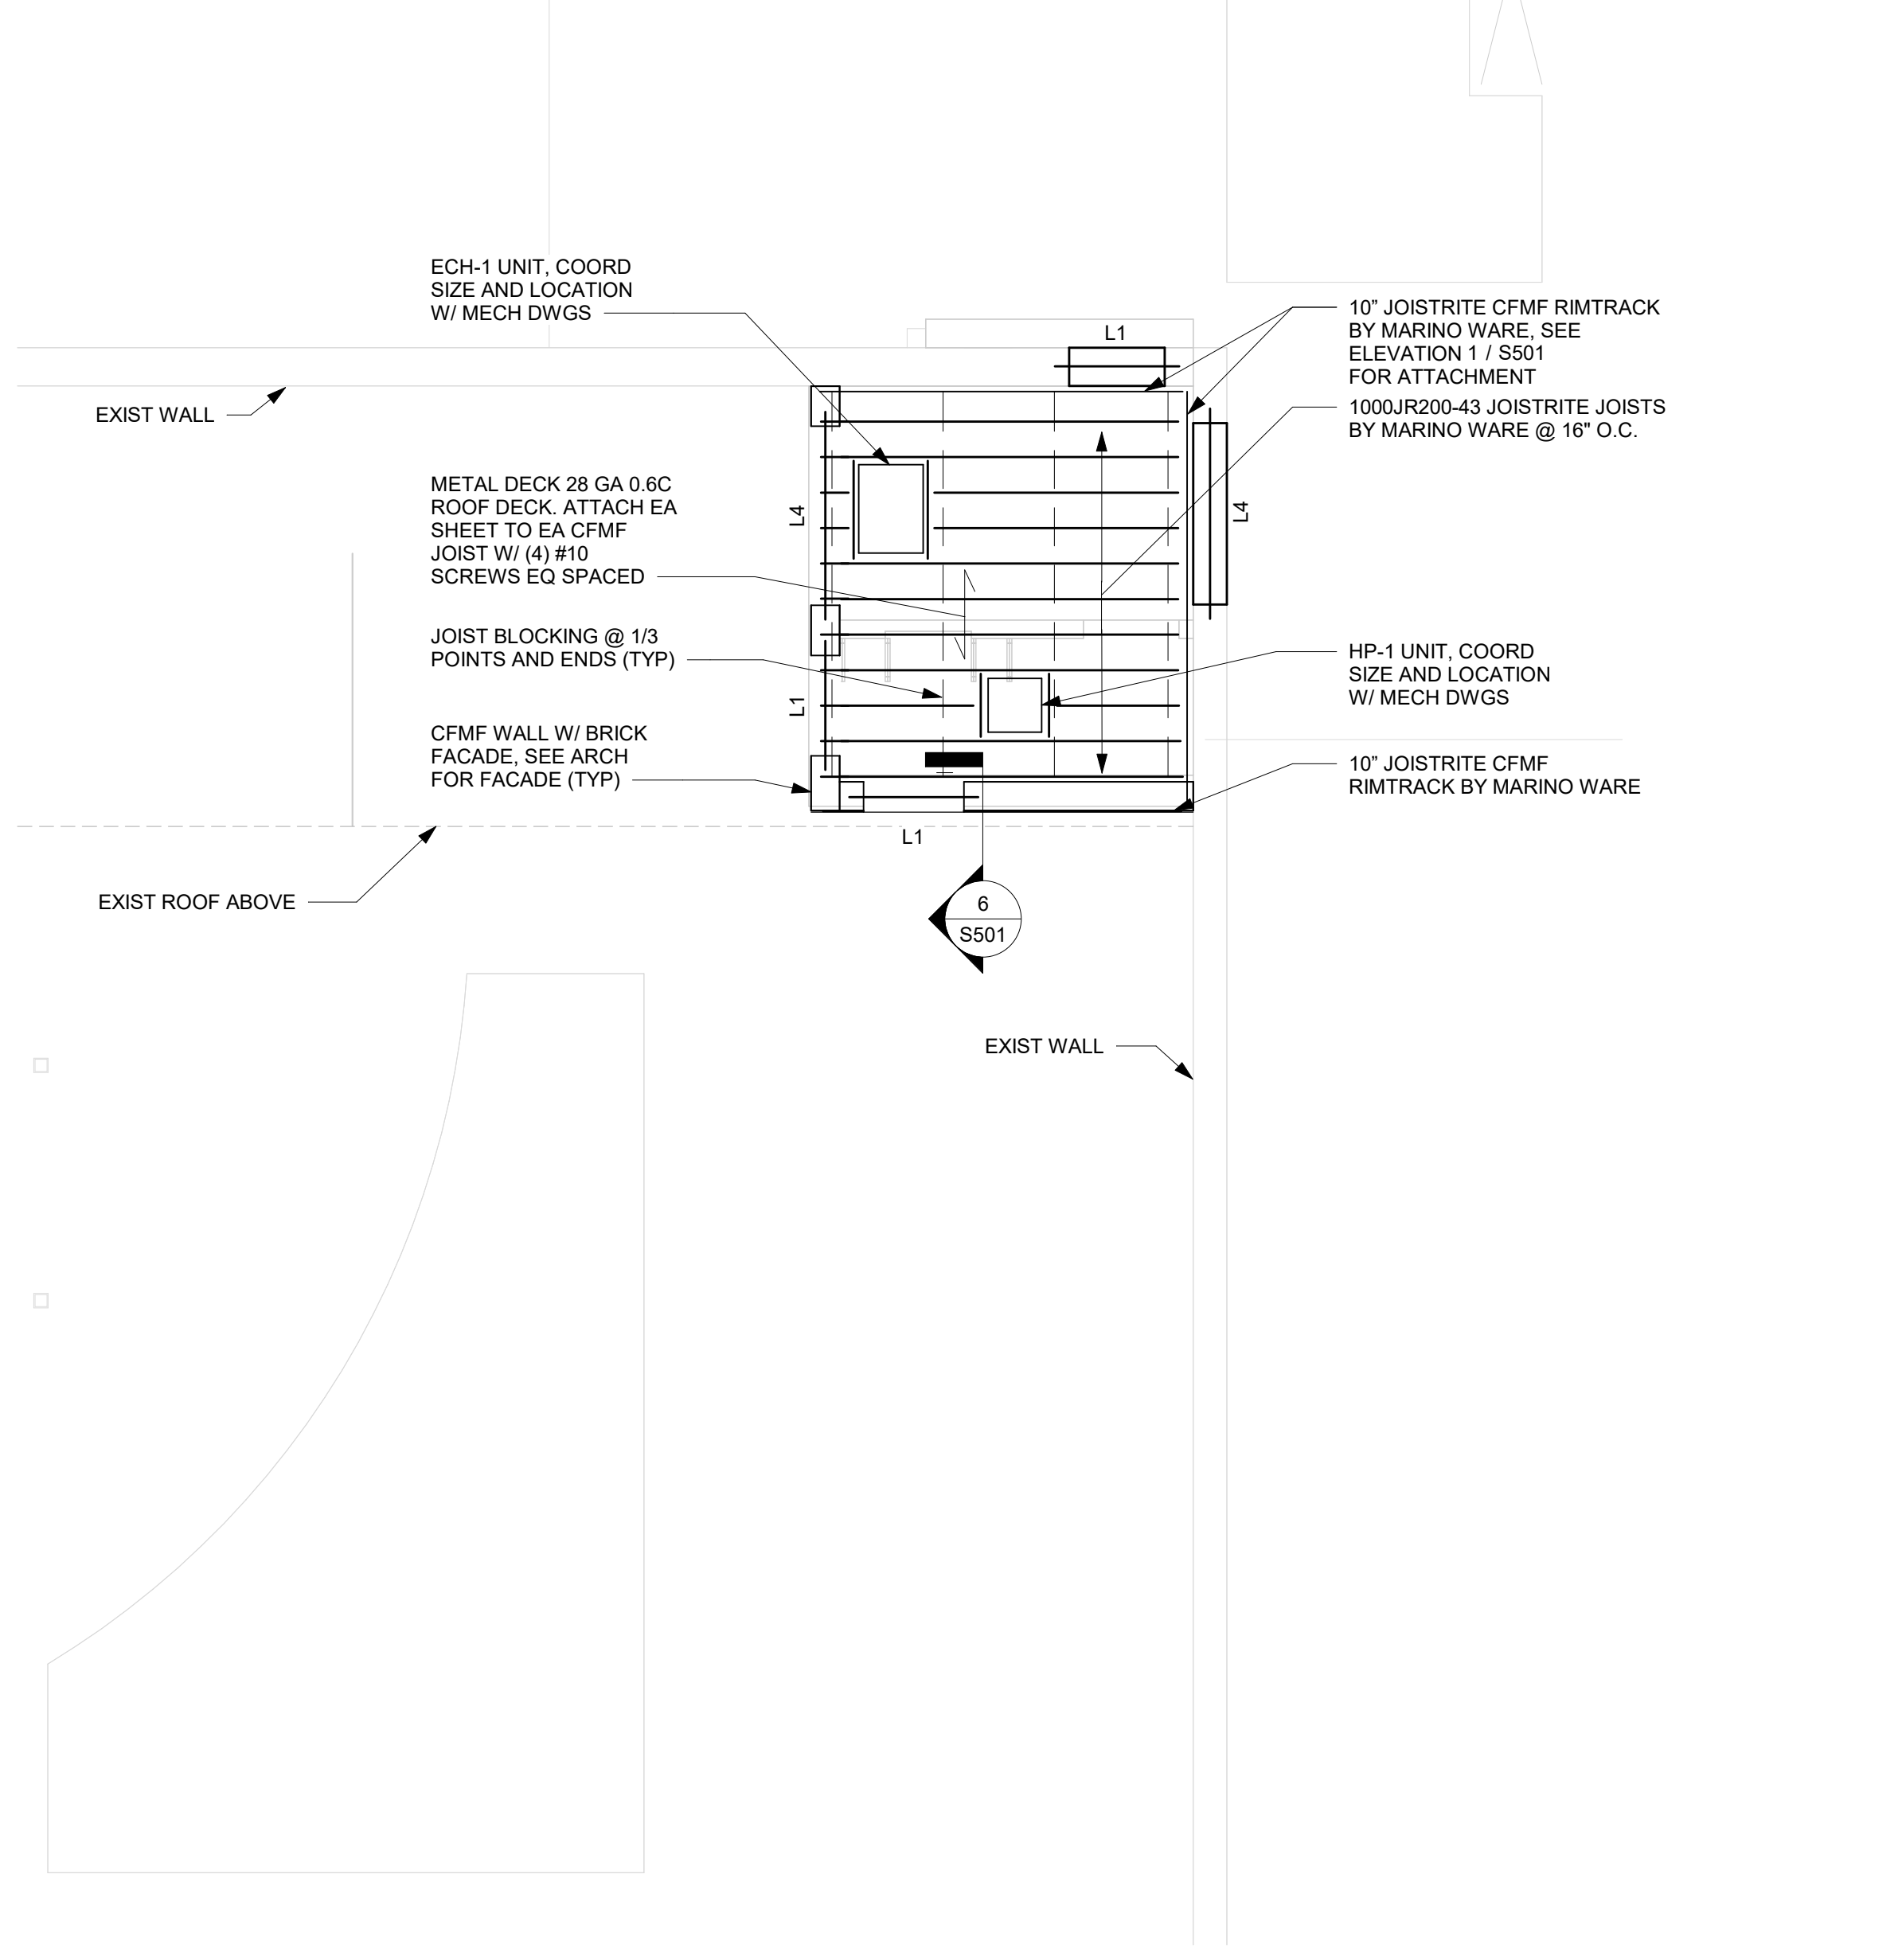 ECH-1 UNIT, COORD
SIZE AND LOCATION
W/ MECH DWGS
L1
10” JOISTRITE CFMF RIMTRACK
BY MARINO WARE, SEE
ELEVATION 1 / S501
FOR ATTACHMENT
EXIST WALL
1000JR200-43 JOISTRITE JOISTS
BY MARINO WARE @ 16" O.C.
METAL DECK 28 GA 0.6C
ROOF DECK. ATTACH EA
SHEET TO EA CFMF
JOIST W/ (4) #10
SCREWS EQ SPACED
L4
L4
JOIST BLOCKING @ 1/3
POINTS AND ENDS (TYP)
HP-1 UNIT, COORD
SIZE AND LOCATION
W/ MECH DWGS
L1
CFMF WALL W/ BRICK
FACADE, SEE ARCH
FOR FACADE (TYP)
10” JOISTRITE CFMF
RIMTRACK BY MARINO WARE
L1
EXIST ROOF ABOVE
6
S501
EXIST WALL